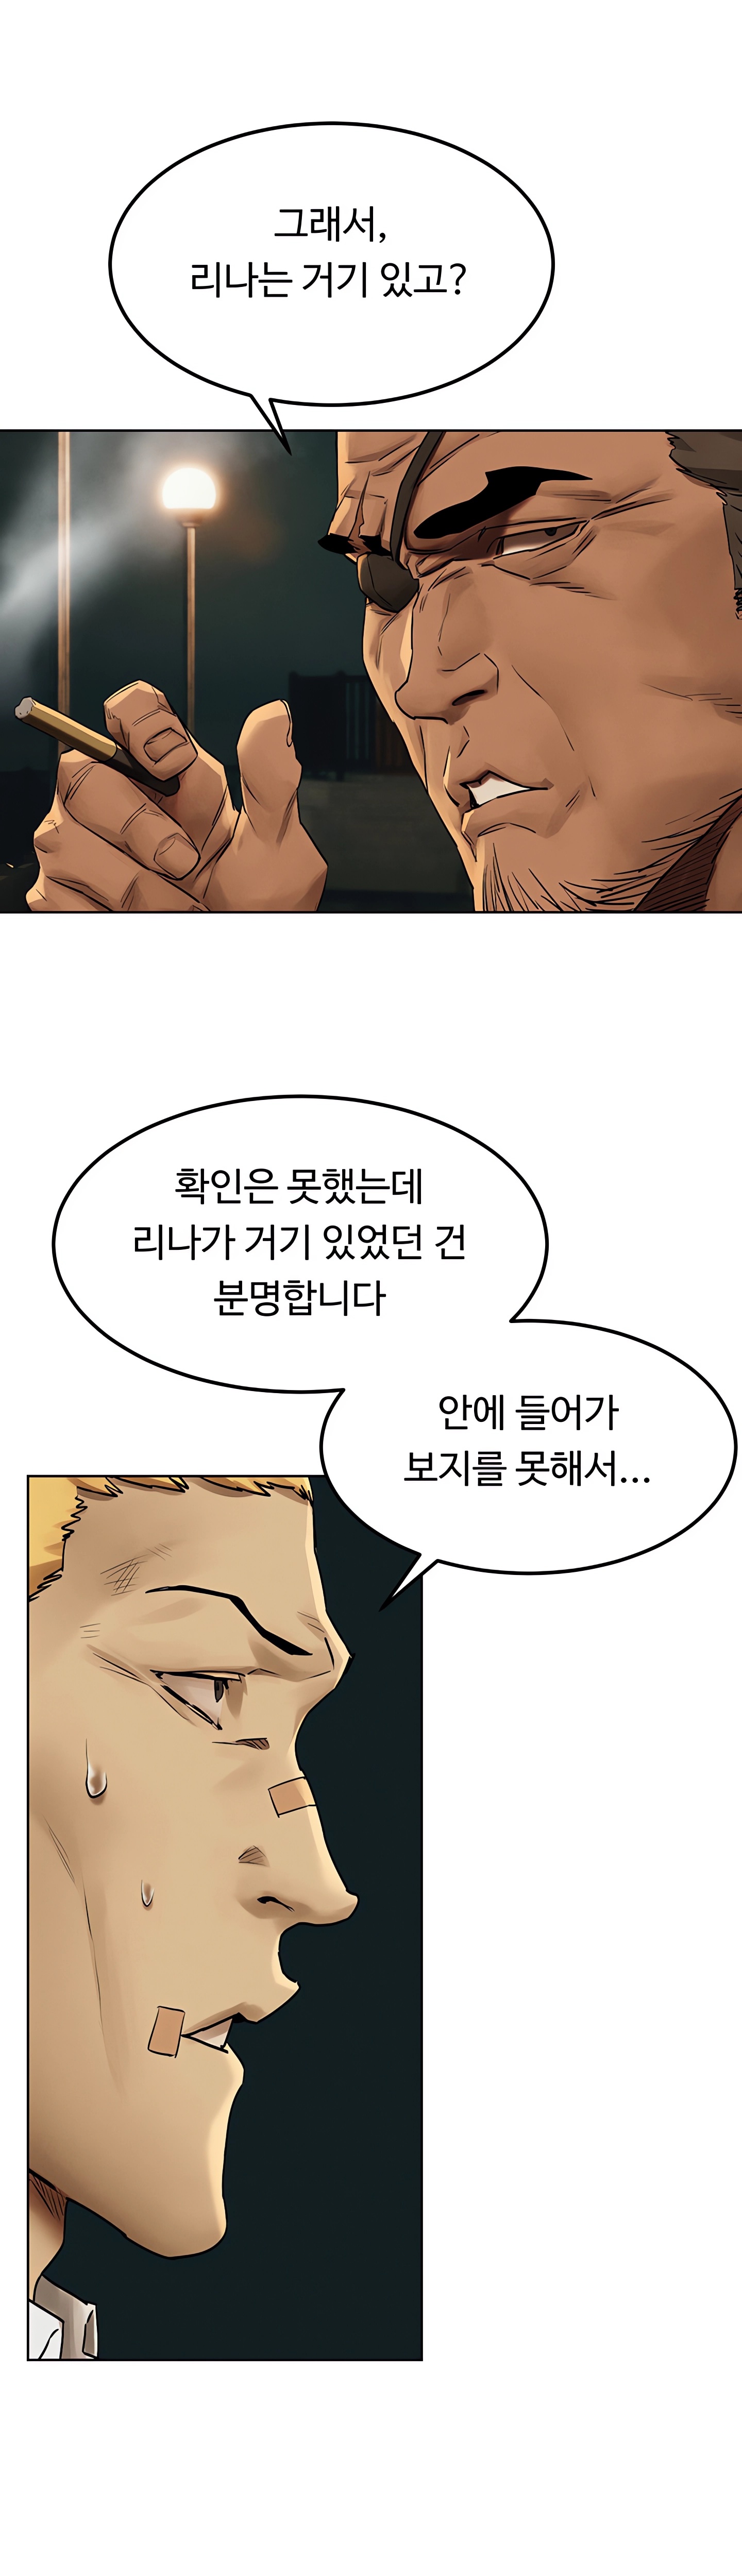 그래서,
리나는 거기 있고?
확인은 못했는데
리나가 거기 있었던 건
분명합니다
안에 들어가
보지를 못해서...